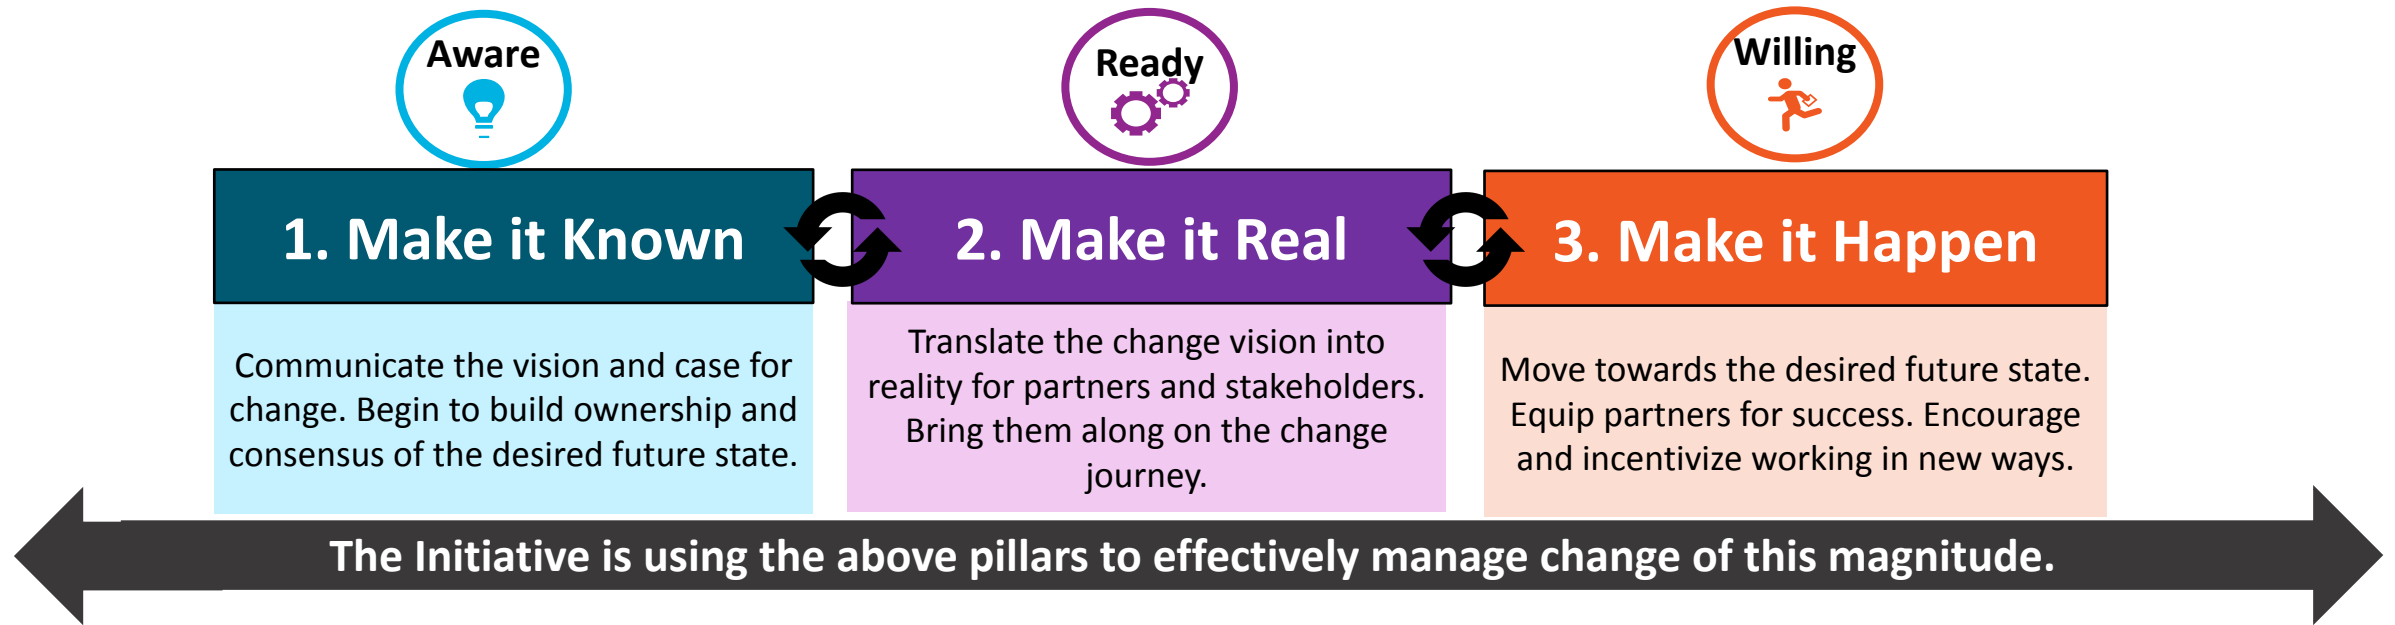 Aware
Ready
Willing
1. Make it Known
2. Make it Real
3. Make it Happen
Communicate the vision and case for
change. Begin to build ownership and
consensus of the desired future state.
Translate the change vision into
reality for partners and stakeholders.
Bring them along on the change
journey.
Move towards the desired future state.
Equip partners for success. Encourage
and incentivize working in new ways.
The Initiative is using the above pillars to effectively manage change of this magnitude.